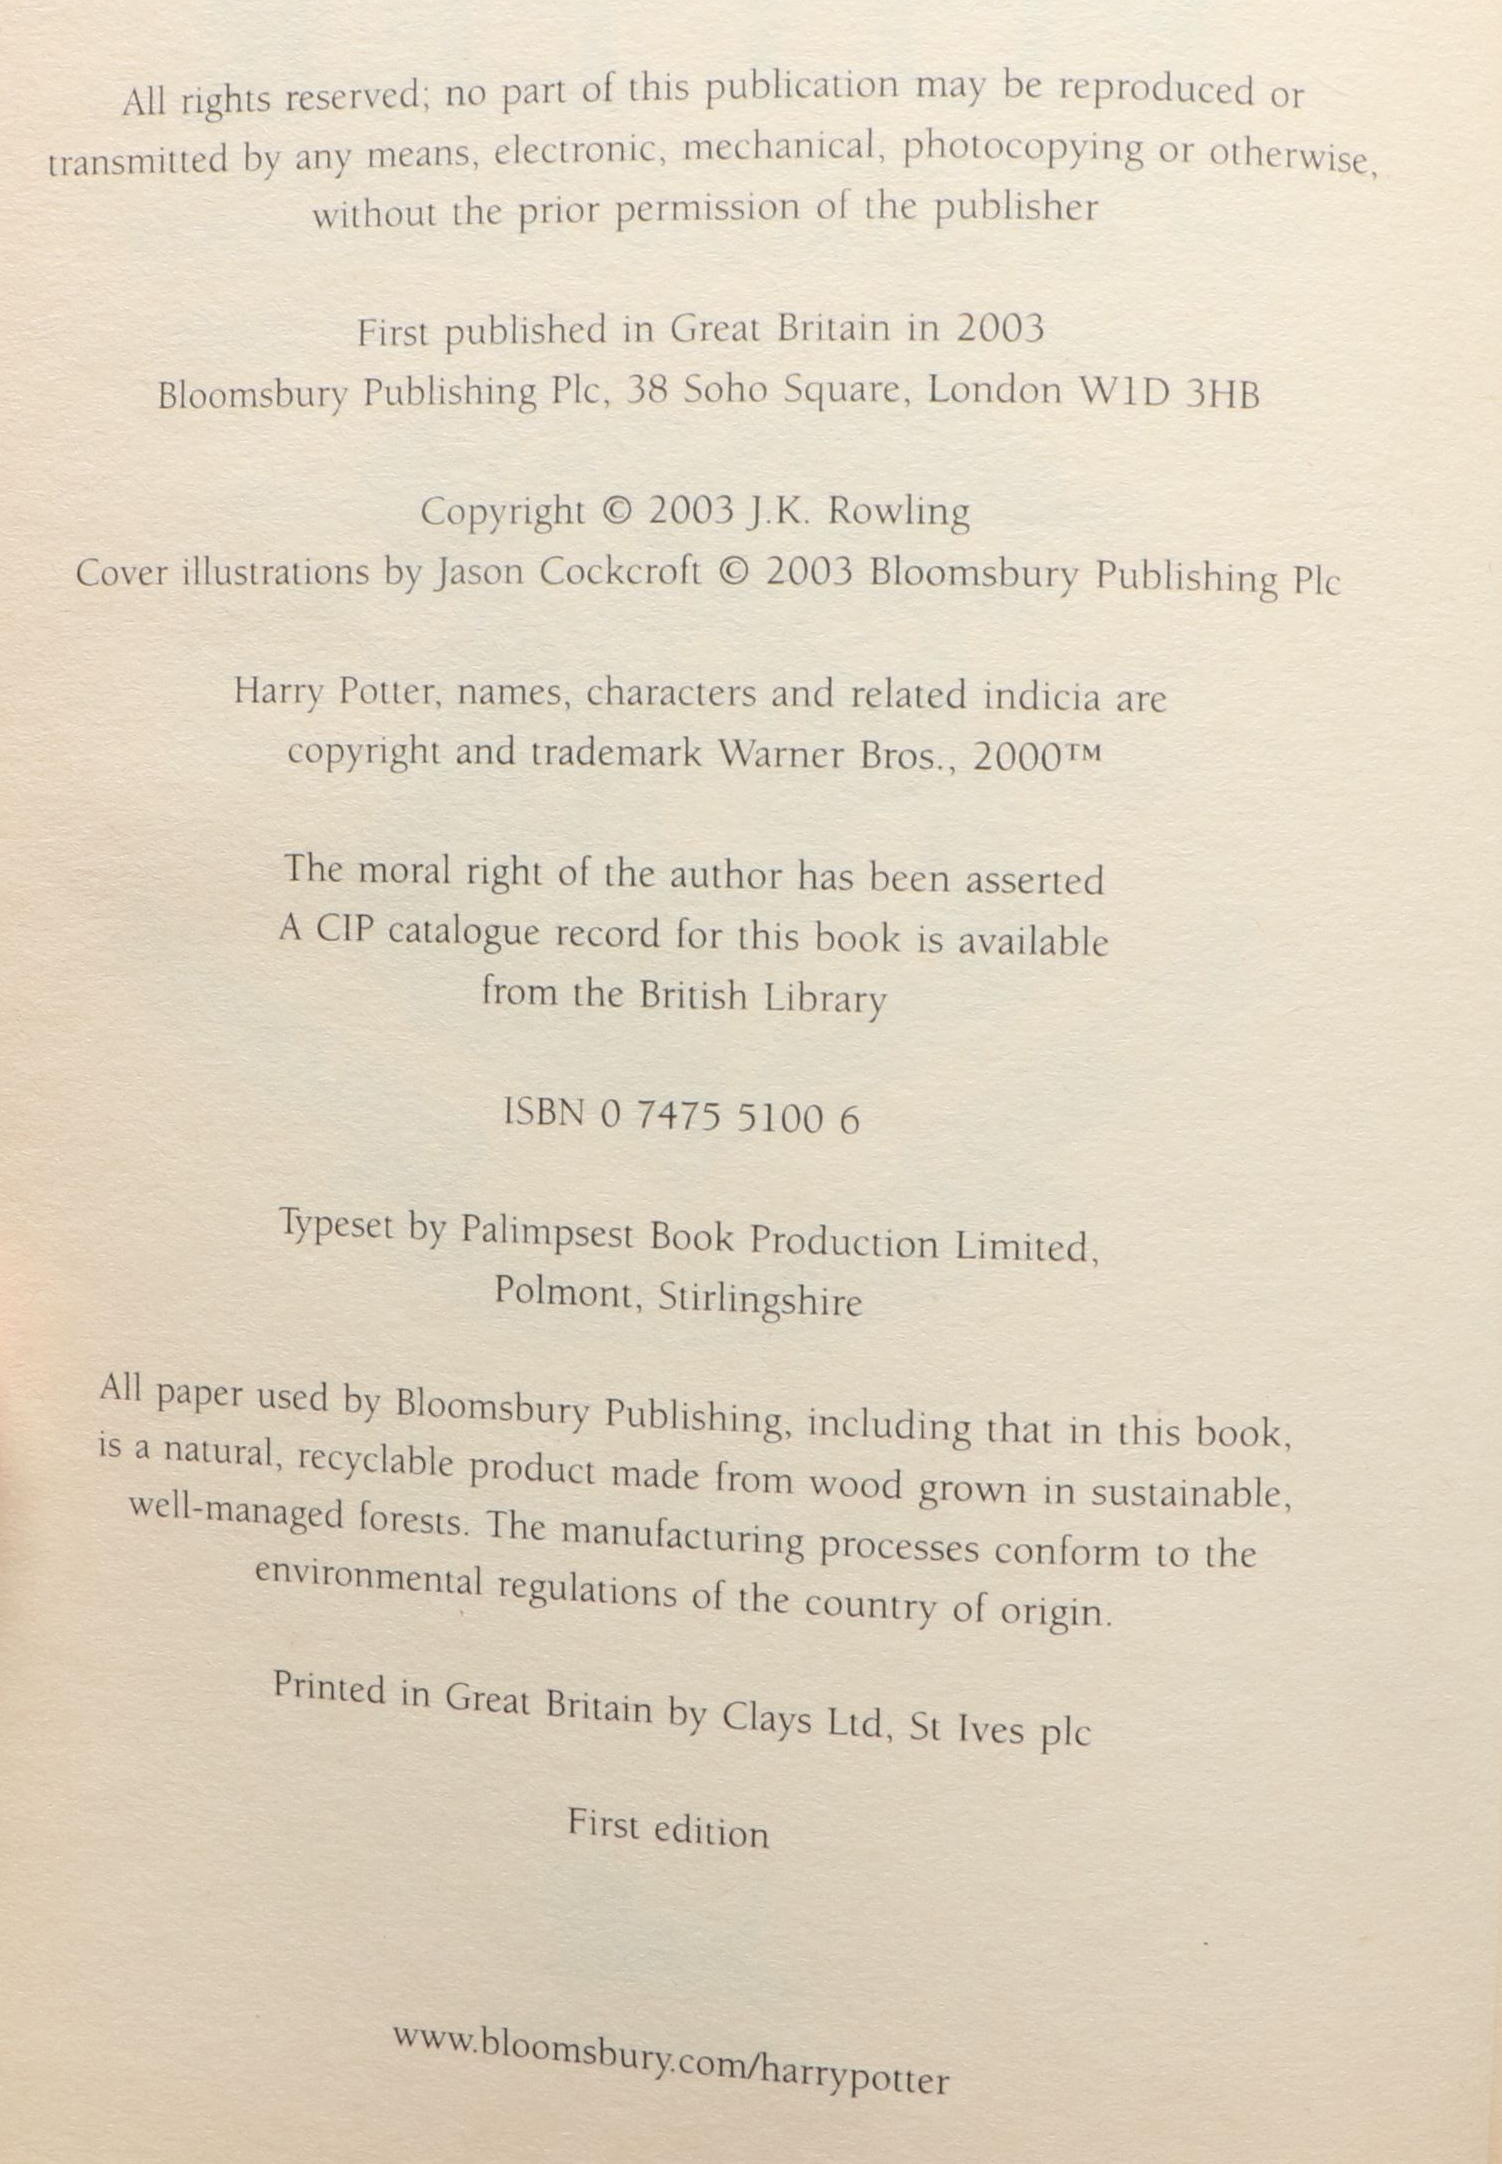 All rights reserved; no part of this publication may be reproduced or
transmitted by any means, electronic, mechanical, photocopying or otherwise,
without the prior permission of the publisher
First published in Great Britain in 2003
Bloomsbury Publishing Plc, 38 Soho Square, London W1D 3HB
Copyright © 2003 J.K. Rowling
Cover illustrations by Jason Cockcroft © 2003 Bloomsbury Publishing Plc
Harry Potter, names, characters and related indicia are
copyright and trademark Warner Bros., 2000™
The moral right of the author has been asserted
A CIP catalogue record for this book is available
from the British Library
ISBN 0 7475 5100 6
Typeset by Palimpsest Book Production Limited,
Polmont, Stirlingshire
All paper used by Bloomsbury Publishing, including that in this book,
is a natural, recyclable product made from wood grown in sustainable,
well-managed forests. The manufacturing processes conform to the
environmental regulations of the country of origin.
Printed in Great Britain by Clays Ltd, St Ives plc
First edition
www.bloomsbury.com/harrypotter